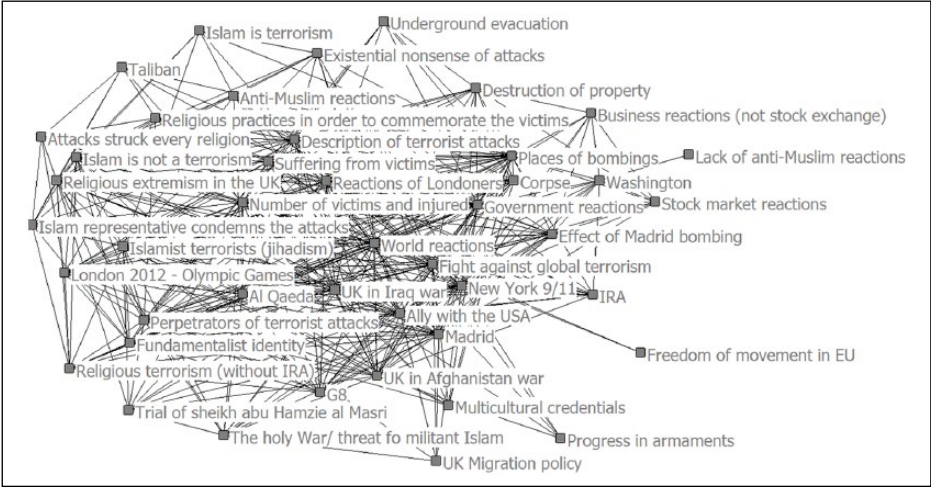 Underground evacuation
Islam is terrorism
Existential nonsense of attacks
Taliban
Destruction of property
Anti-Muslim reactions
Business reactions (not stock exchange)
Religious practices in order to commemorate the victims
Attacks struck every religion
Description of terrorist attacks
Islam is not a terrorism
Suffering from victims
Places of bombings
Lack of anti-Muslim reactions
Religious extremism in the UK
Reactions of Londoners
Corpse
Washington
Number of victims and injured
Government reactions
Stock market reactions
Islam representative condemns the attacks
Islamist terrorists (jihadism)
World reactions
Effect of Madrid bombing
London 2012 - Olympic Games
Fight against global terrorism
Al Qaeda
UK in Iraq war
New York 9/11
IRA
Perpetrators of terrorist attacks
Ally with the USA
Fundamentalist identity
Madrid
Freedom of movement in EU
Religious terrorism (without IRA)
UK in Afghanistan war
G8
Trial of sheikh abu Hamzie al Masri
Multicultural credentials
The holy War/ threat fo militant Islam
Progress in armaments
UK Migration policy